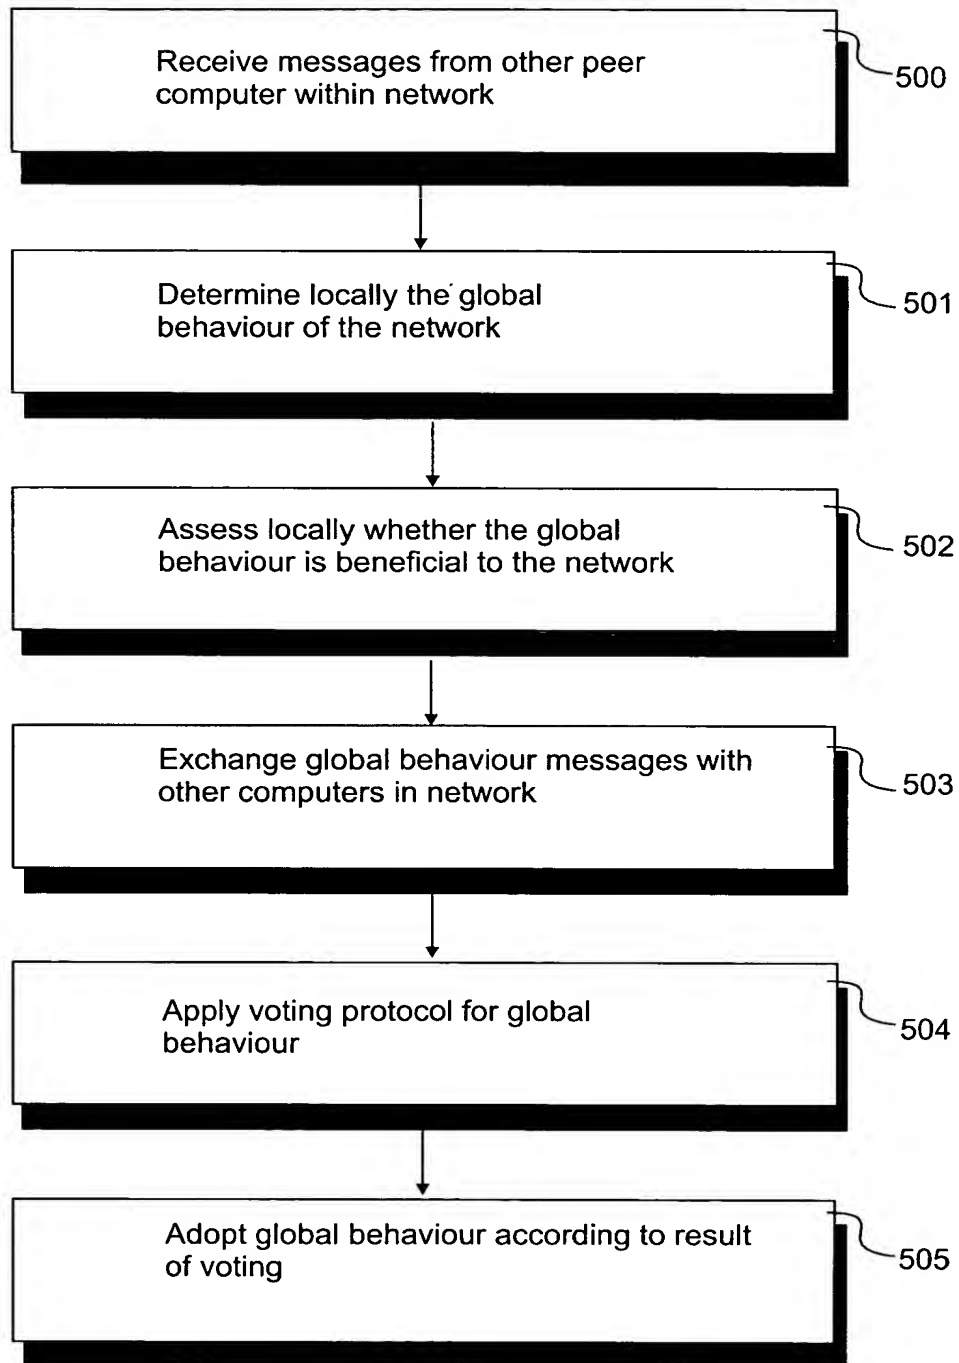 Receive messages from other peer
computer within network
500
Determine locally the global
behaviour of the network
501
Assess locally whether the global
behaviour is beneficial to the network
502
Exchange global behaviour messages with
other computers in network
503
Apply voting protocol for global
behaviour
504
Adopt global behaviour according to result
of voting
505